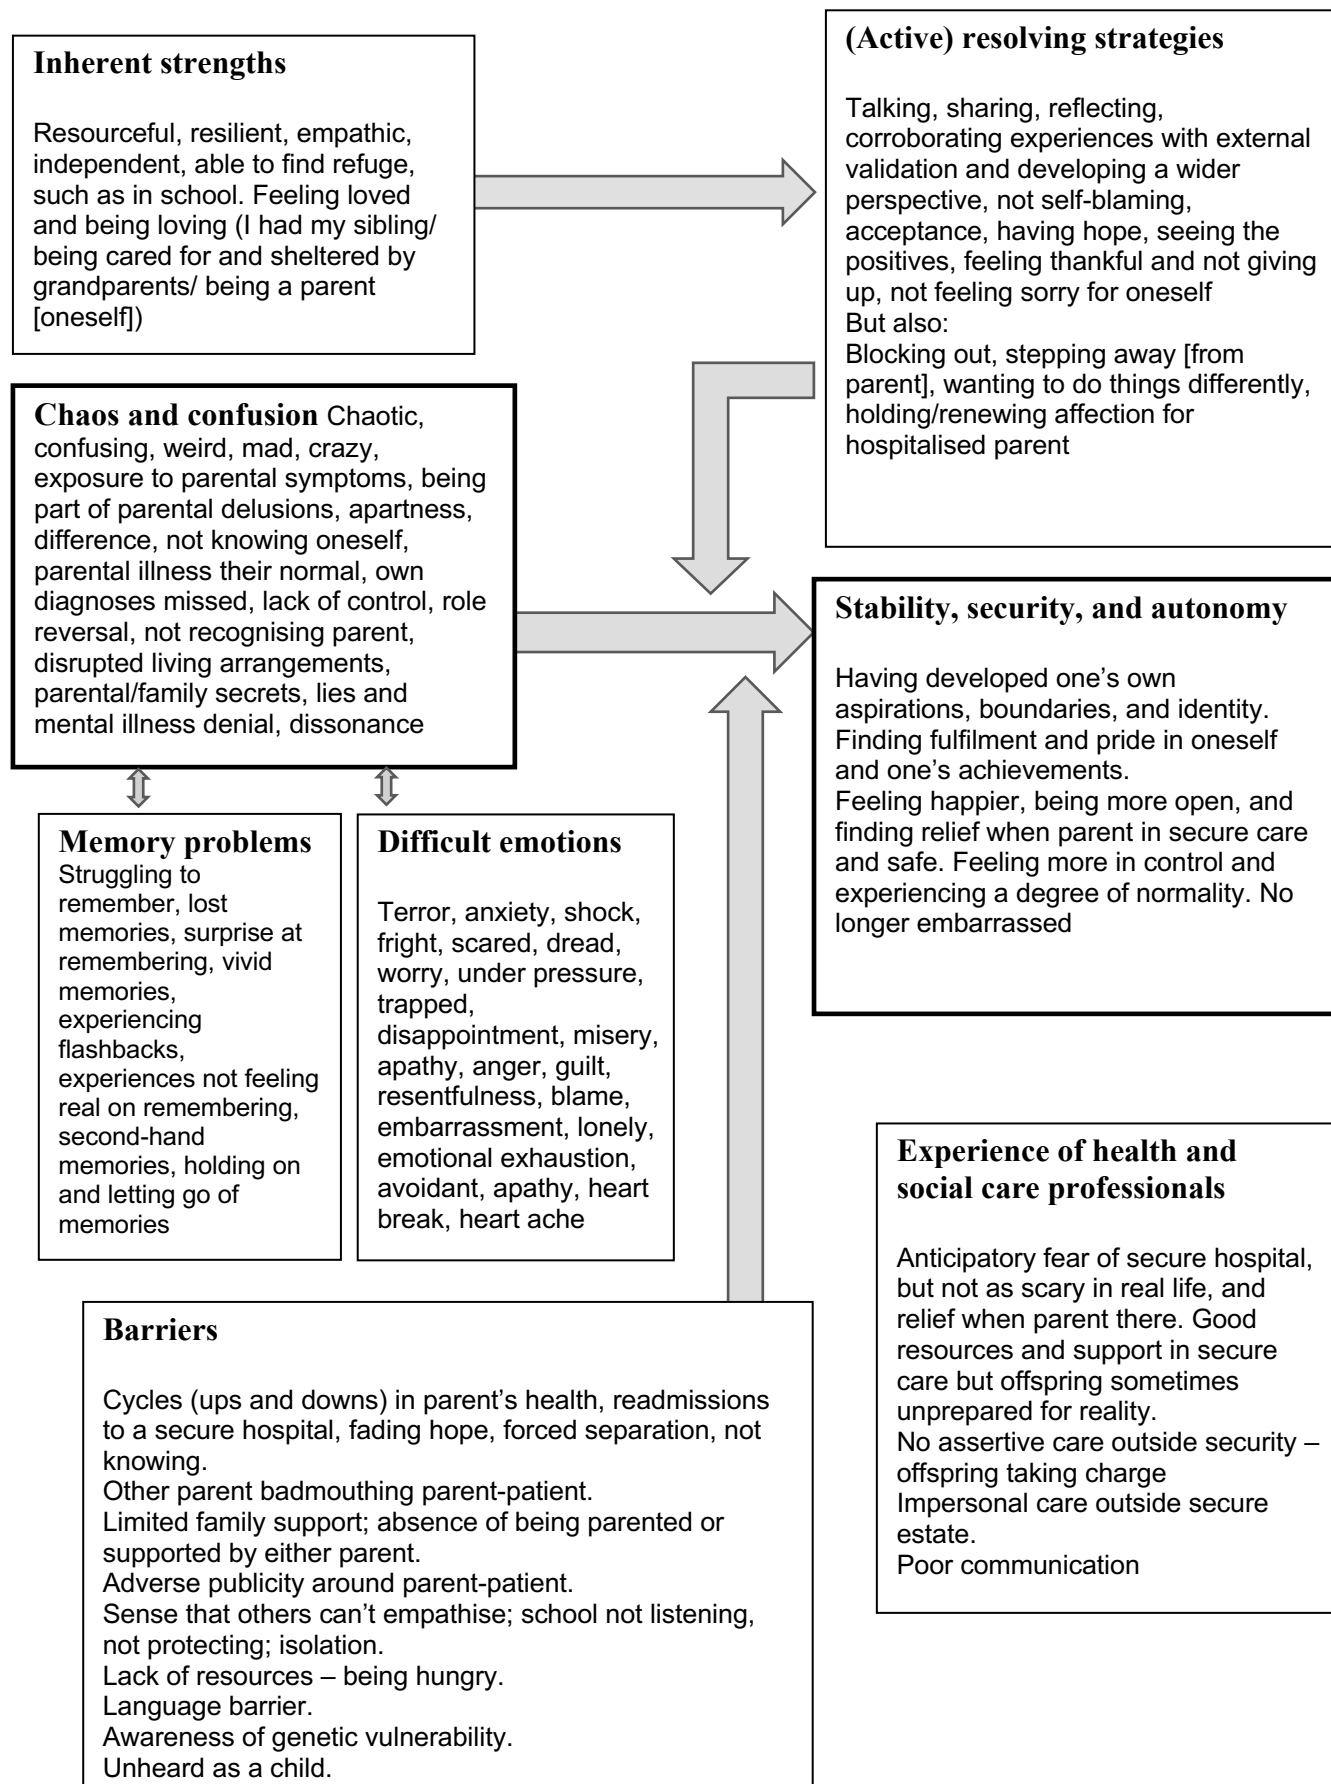 Inherent strengths
Resourceful, resilient, empathic,
independent, able to find refuge,
such as in school. Feeling loved
and being loving (I had my sibling/
being cared for and sheltered by
grandparents/ being a parent
[oneself])
(Active) resolving strategies
Talking, sharing, reflecting,
corroborating experiences with external
validation and developing a wider
perspective, not self-blaming,
acceptance, having hope, seeing the
positives, feeling thankful and not giving
up, not feeling sorry for oneself
But also:
Blocking out, stepping away [from
parent], wanting to do things differently,
holding/renewing affection for
hospitalised parent
Chaos and confusion Chaotic,
confusing, weird, mad, crazy,
exposure to parental symptoms, being
part of parental delusions, apartness,
difference, not knowing oneself,
parental illness their normal, own
diagnoses missed, lack of control, role
reversal, not recognising parent,
disrupted living arrangements,
parental/family secrets, lies and
mental illness denial, dissonance
Stability, security, and autonomy
Having developed one’s own
aspirations, boundaries, and identity.
Finding fulfilment and pride in oneself
and one’s achievements.
Feeling happier, being more open, and
finding relief when parent in secure care
and safe. Feeling more in control and
experiencing a degree of normality. No
longer embarrassed
Memory problems
Struggling to
remember, lost
memories, surprise at
remembering, vivid
memories,
experiencing
flashbacks,
experiences not feeling
real on remembering,
second-hand
memories, holding on
and letting go of
memories
Difficult emotions
Terror, anxiety, shock,
fright, scared, dread,
worry, under pressure,
trapped,
disappointment, misery,
apathy, anger, guilt,
resentfulness, blame,
embarrassment, lonely,
emotional exhaustion,
avoidant, apathy, heart
break, heart ache
Experience of health and
social care professionals
Anticipatory fear of secure hospital,
but not as scary in real life, and
relief when parent there. Good
resources and support in secure
care but offspring sometimes
unprepared for reality.
No assertive care outside security –
offspring taking charge
Impersonal care outside secure
estate.
Poor communication
Barriers
Cycles (ups and downs) in parent’s health, readmissions
to a secure hospital, fading hope, forced separation, not
knowing.
Other parent badmouthing parent-patient.
Limited family support; absence of being parented or
supported by either parent.
Adverse publicity around parent-patient.
Sense that others can’t empathise; school not listening,
not protecting; isolation.
Lack of resources – being hungry.
Language barrier.
Awareness of genetic vulnerability.
Unheard as a child.